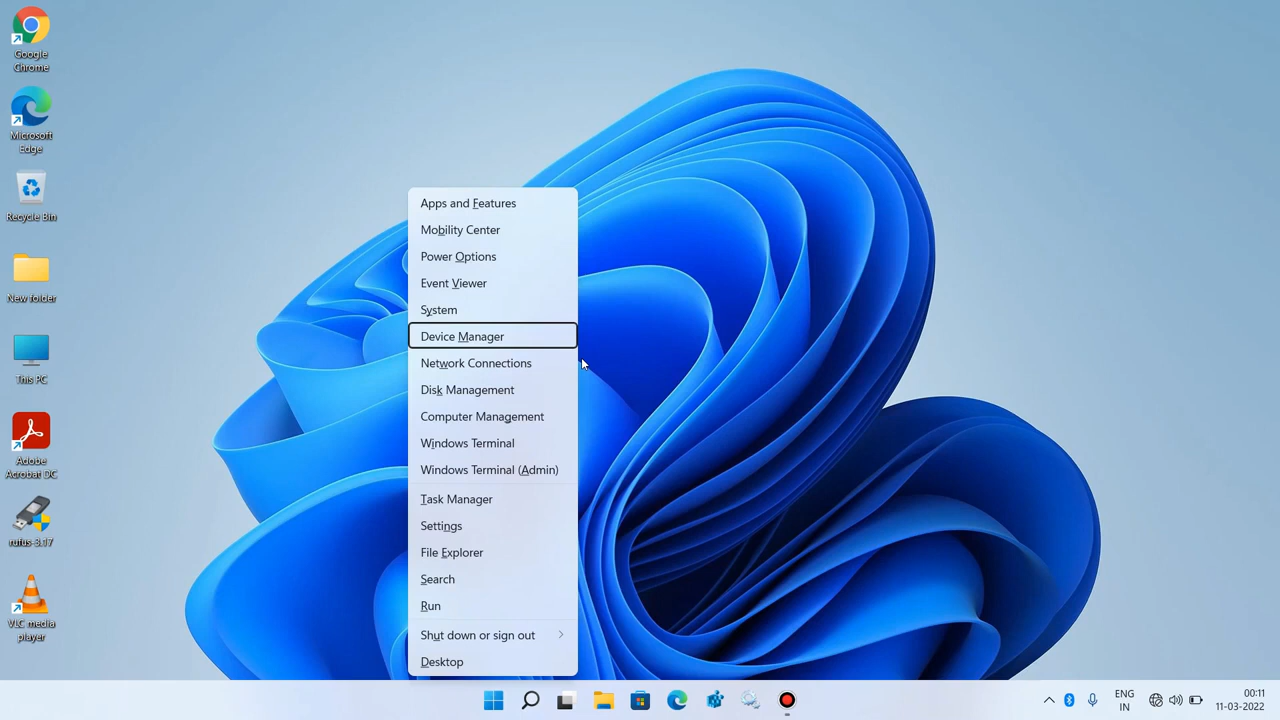 Google
Chrome
Microsoft
Edge
Recycle Bin
New folder
This PC
Adobe
Acrobat DC
rufus-3.17
VLC media
player
Apps and Features
Mobility Center
Power Options
Event Viewer
System
Device Manager
Network Connections
Disk Management
Computer Management
Windows Terminal
Windows Terminal (Admin)
Task Manager
Settings
File Explorer
Search
Run
Shut down or sign out
Desktop
ENG
IN
00:11
11-03-2022